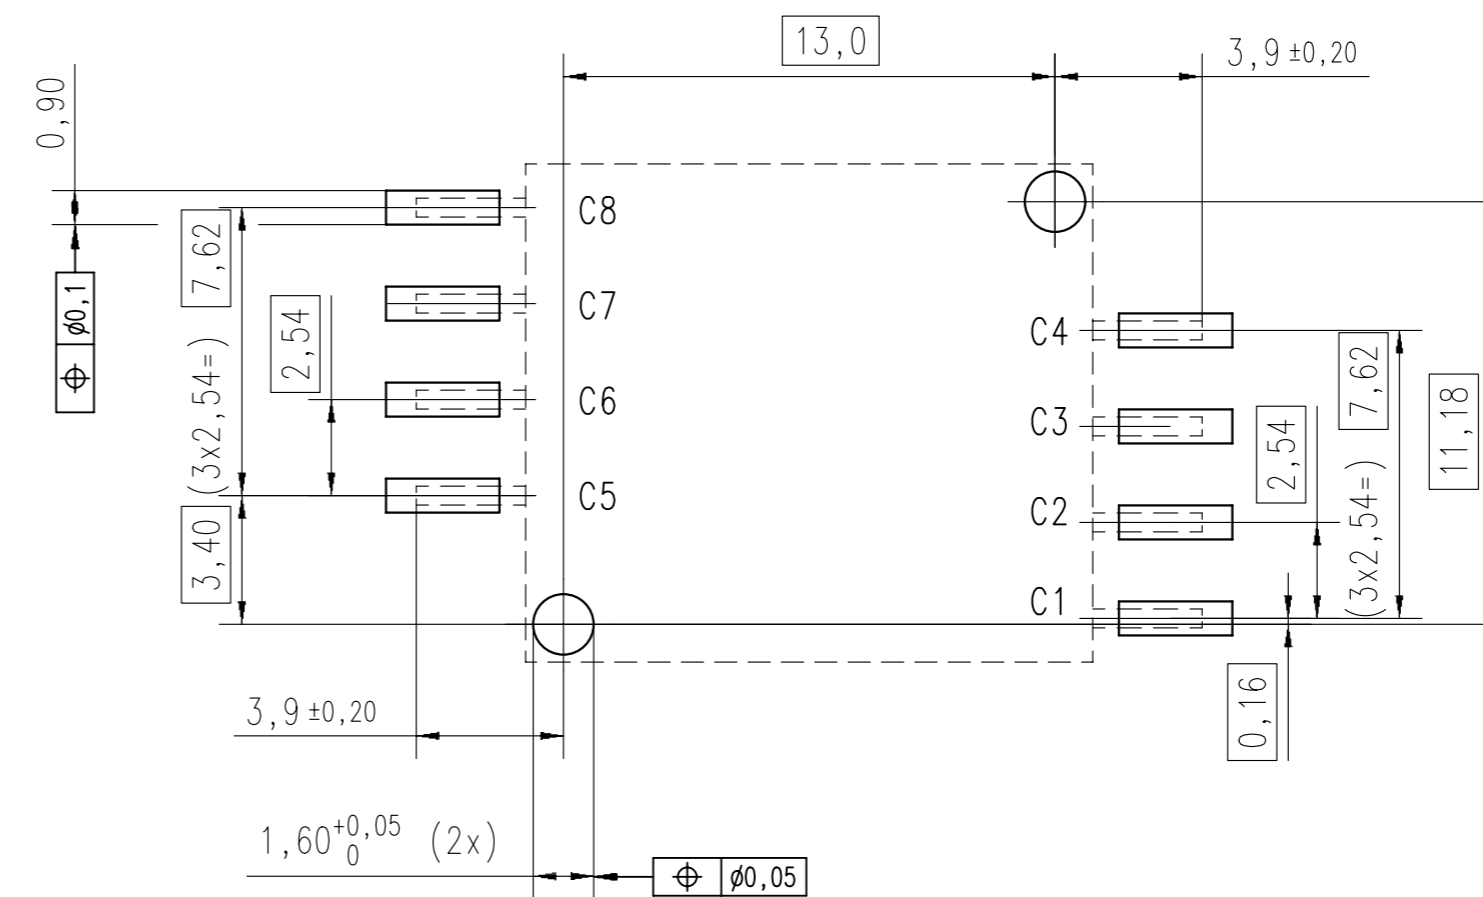 13,0
3,9 ±0,20
0,90
⌖ ⌀0,1
7,62
(3x2,54=)
2,54
3,40
C8
C7
C6
C5
C4
C3
C2
C1
7,62
(3x2,54=)
2,54
11,18
0,16
3,9 ±0,20
1,60 +0,05 0 (2x)
⌖ ⌀0,05